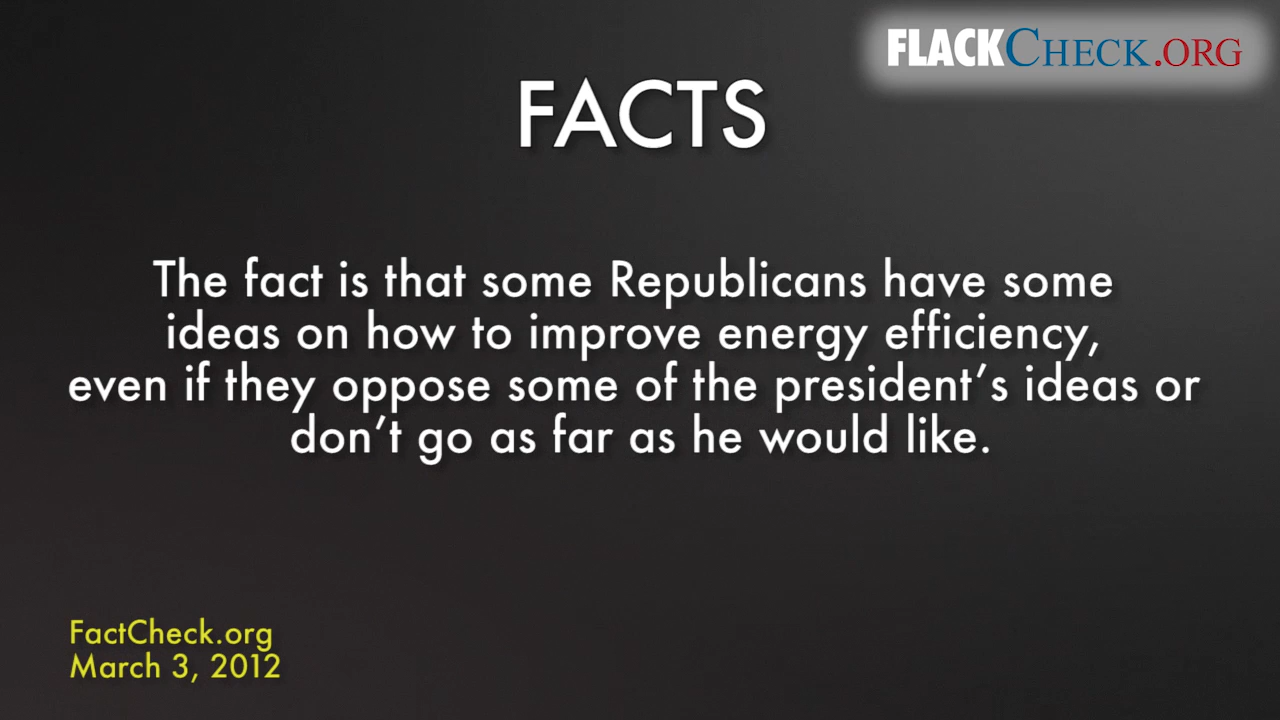 FLACKCHECK.ORG
FACTS
The fact is that some Republicans have some
ideas on how to improve energy efficiency,
even if they oppose some of the president’s ideas or
don’t go as far as he would like.
FactCheck.org
March 3, 2012